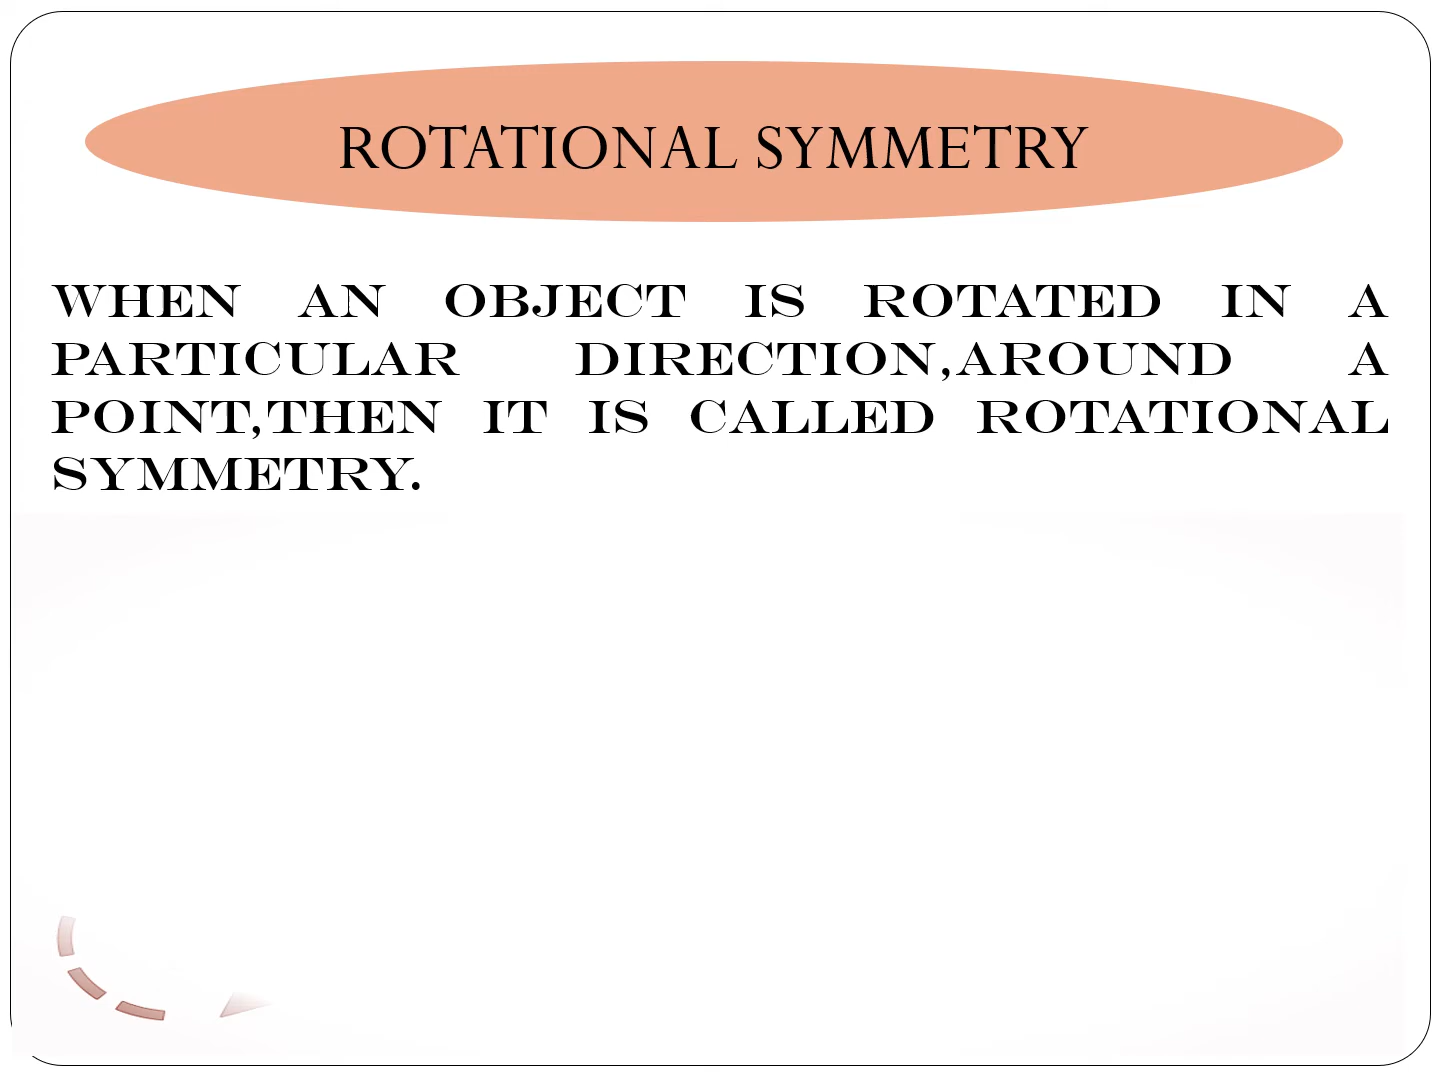 ROTATIONAL SYMMETRY
WHEN AN OBJECT IS ROTATED IN A
PARTICULAR DIRECTION,AROUND A
POINT,THEN IT IS CALLED ROTATIONAL
SYMMETRY.